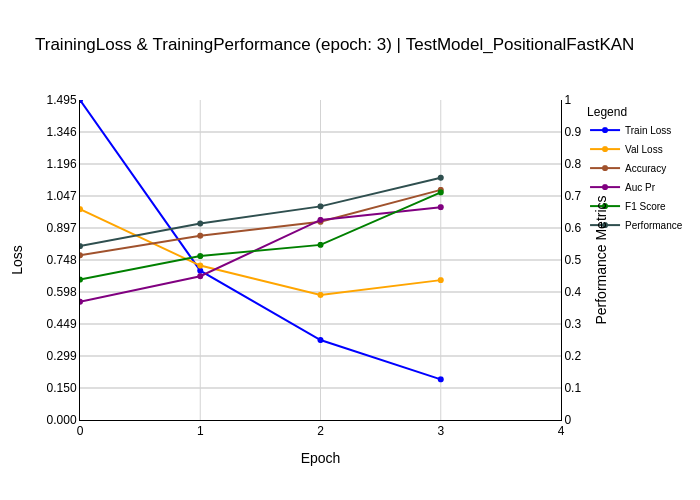 TrainingLoss & TrainingPerformance (epoch: 3) | TestModel_PositionalFastKAN
1.495
1.346
1.196
1.047
0.897
0.748
0.598
0.449
0.299
0.150
0.000
Loss
0
1
2
3
4
Epoch
1
0.9
0.8
0.7
0.6
0.5
0.4
0.3
0.2
0.1
0
Performance Metrics
Legend
Train Loss
Val Loss
Accuracy
Auc Pr
F1 Score
Performance